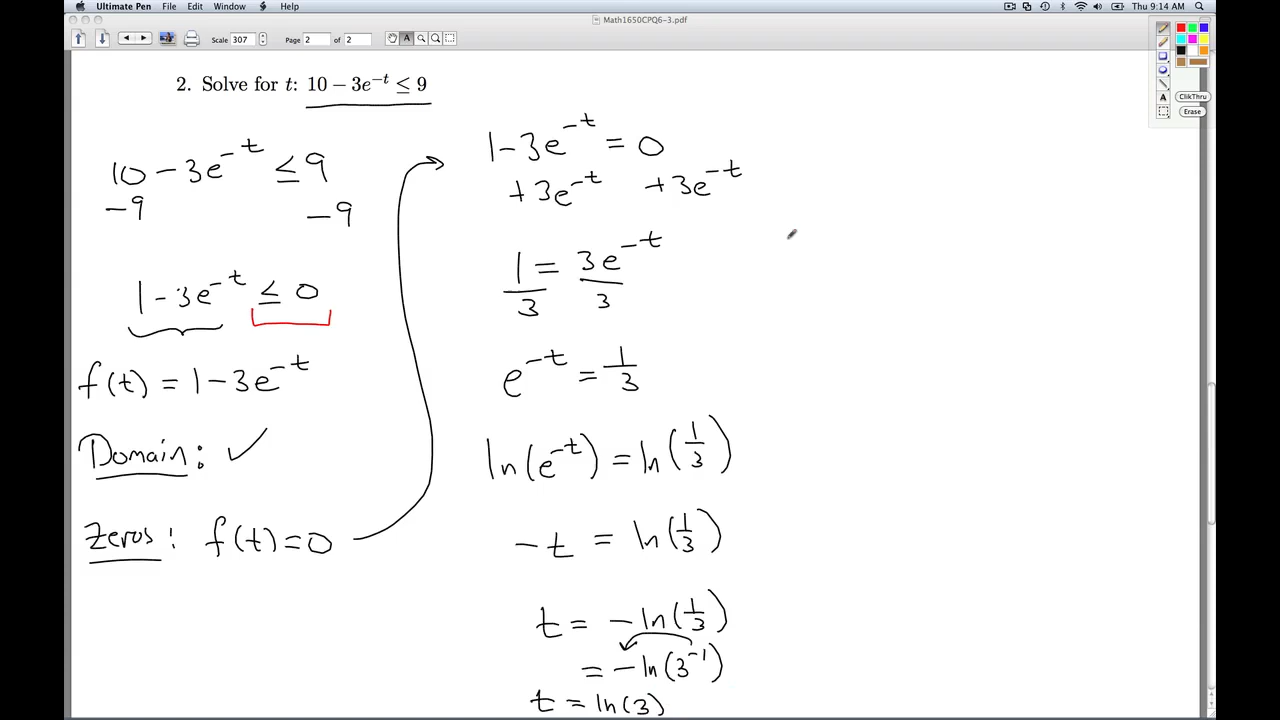 Ultimate Pen File Edit Window Help Thu 9:14 AM
Math1650CPQ6-3.pdf
Scale 307 Page 2 of 2 A
A
ClikThru
Erase
2. Solve for t: 10 − 3e^{−t} ≤ 9
10 − 3e^{−t} ≤ 9
−9 −9
1 − 3e^{−t} ≤ 0
f(t) = 1 − 3e^{−t}
Domain: ✓
Zeros: f(t) = 0
1 − 3e^{−t} = 0
+3e^{−t} +3e^{−t}
1/3 = 3e^{−t}/3
e^{−t} = 1/3
ln(e^{−t}) = ln(1/3)
−t = ln(1/3)
t = −ln(1/3)
= −ln(3^{−1})
t = ln(3)